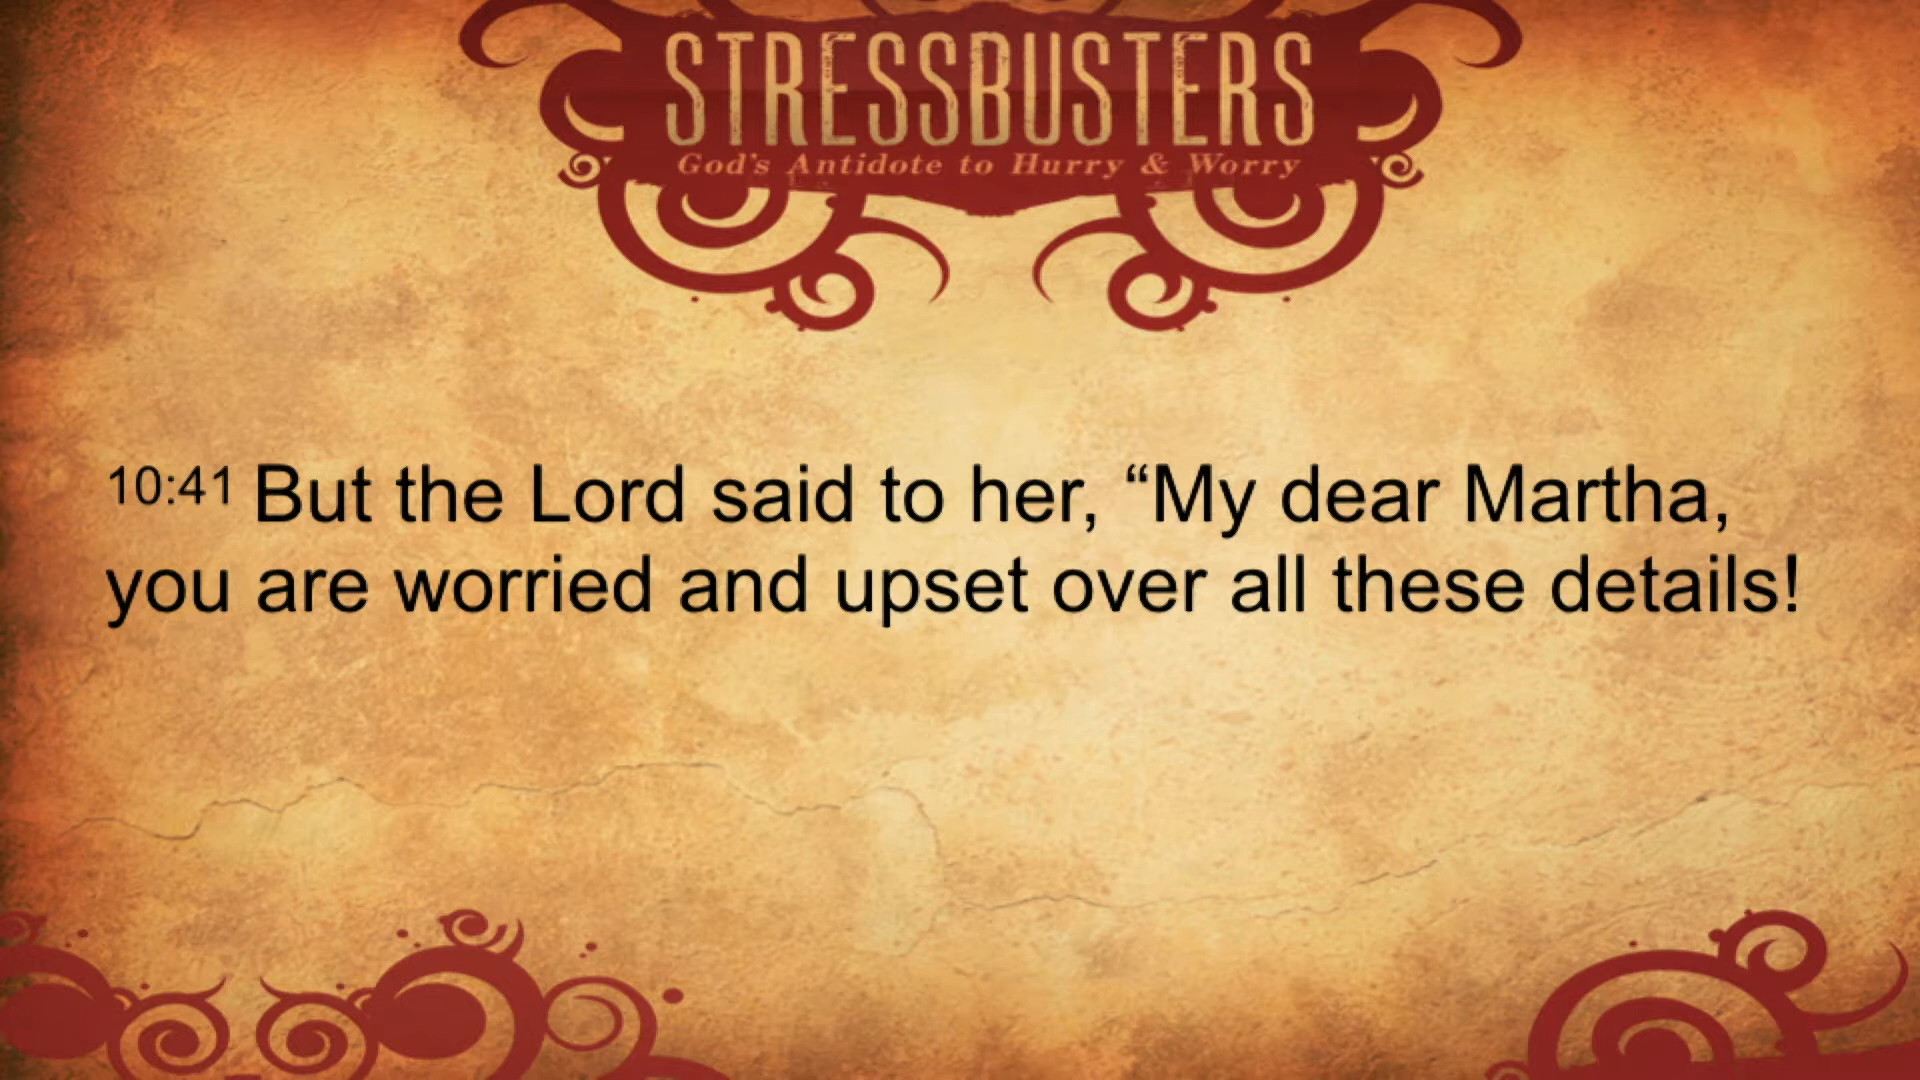 STRESSBUSTERS
God's Antidote to Hurry & Worry
10:41 But the Lord said to her, “My dear Martha,
you are worried and upset over all these details!